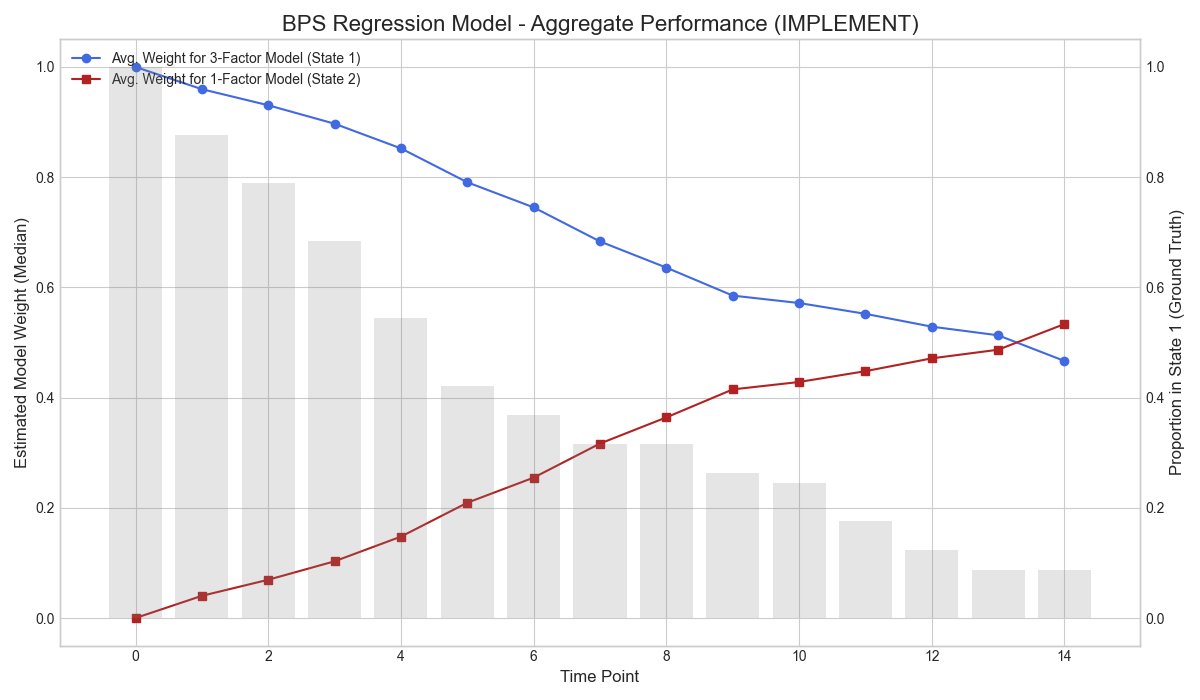 BPS Regression Model - Aggregate Performance (IMPLEMENT)
Avg. Weight for 3-Factor Model (State 1)
Avg. Weight for 1-Factor Model (State 2)
Estimated Model Weight (Median)
1.0
0.8
0.6
0.4
0.2
0.0
1.0
0.8
0.6
0.4
0.2
0.0
Proportion in State 1 (Ground Truth)
0 2 4 6 8 10 12 14
Time Point